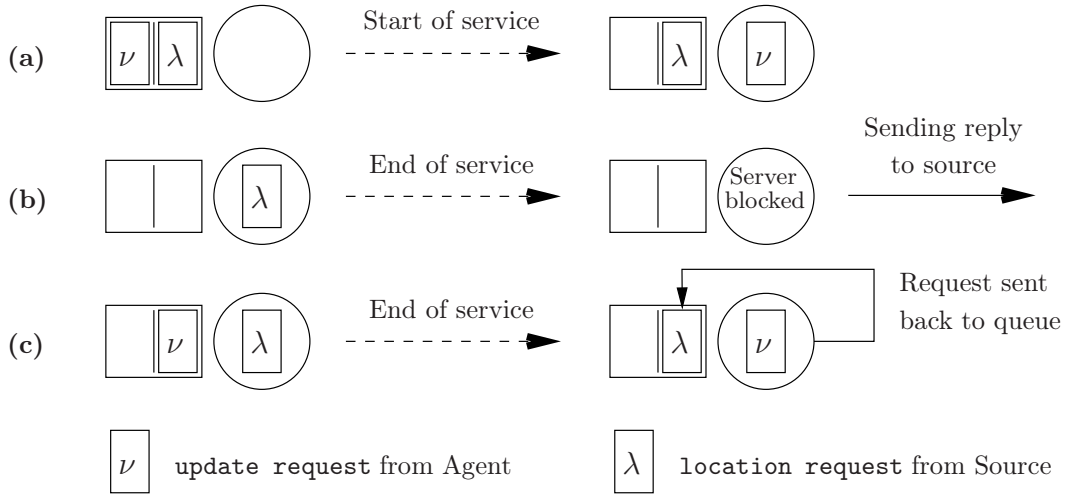 (a) ν λ Start of service λ ν
Sending reply
(b) λ End of service Server to source
blocked
Request sent
(c) ν λ End of service λ ν back to queue
ν update request from Agent λ location request from Source